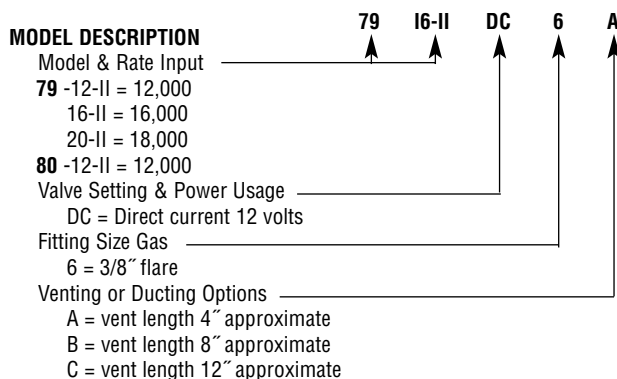 79 I6-II DC 6 A
MODEL DESCRIPTION
Model & Rate Input
79 -12-II = 12,000
16-II = 16,000
20-II = 18,000
80 -12-II = 12,000
Valve Setting & Power Usage
DC = Direct current 12 volts
Fitting Size Gas
6 = 3/8˝ flare
Venting or Ducting Options
A = vent length 4˝ approximate
B = vent length 8˝ approximate
C = vent length 12˝ approximate